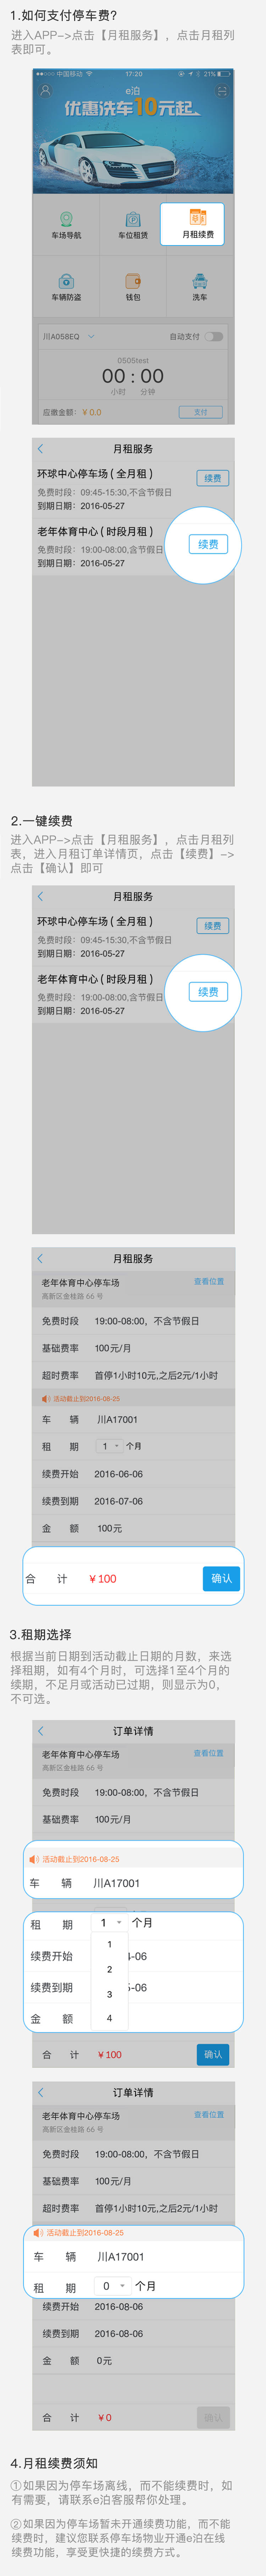 1.如何支付停车费?
进入APP->点击【月租服务】,点击月租列
表即可。
中国移动 17:20 21%
e泊
优惠洗车10元起
车场导航 车位租赁 月租续费
车辆防盗 钱包 洗车
川A058EQ 自动支付
0505test
00 : 00
小时 分钟
应缴金额: ¥ 0.0 支付
月租服务
环球中心停车场 ( 全月租 ) 续费
免费时段: 09:45-15:30,不含节假日
到期日期: 2016-05-27
老年体育中心 ( 时段月租 )
免费时段: 19:00-08:00,含节假日 续费
到期日期: 2016-05-27
2.一键续费
进入APP->点击【月租服务】,点击月租列
表,进入月租订单详情页,点击【续费】->
点击【确认】即可
月租服务
环球中心停车场 ( 全月租 ) 续费
免费时段: 09:45-15:30,不含节假日
到期日期: 2016-05-27
老年体育中心 ( 时段月租 )
免费时段: 19:00-08:00,含节假日 续费
到期日期: 2016-05-27
月租服务
老年体育中心停车场 查看位置
高新区金桂路 66 号
免费时段 19:00-08:00, 不含节假日
基础费率 100元/月
超时费率 首停1小时10元,之后2元/1小时
活动截止到2016-08-25
车 辆 川A17001
租 期 1 个月
续费开始 2016-06-06
续费到期 2016-07-06
金 额 100元
合 计 ¥100 确认
3.租期选择
根据当前日期到活动截止日期的月数,来选
择租期,如有4个月时,可选择1至4个月的
续期,不足月或活动已过期,则显示为0,
不可选。
订单详情
老年体育中心停车场 查看位置
高新区金桂路 66 号
免费时段 19:00-08:00, 不含节假日
基础费率 100元/月
活动截止到2016-08-25
车 辆 川A17001
租 期 1 个月
1
续费开始 -06
2
续费到期 -06
3
金 额 4
合 计 ¥100 确认
订单详情
老年体育中心停车场 查看位置
高新区金桂路 66 号
免费时段 19:00-08:00, 不含节假日
基础费率 100元/月
超时费率 首停1小时10元,之后2元/1小时
活动截止到2016-08-25
车 辆 川A17001
租 期 0 个月
续费开始 2016-08-06
续费到期 2016-08-06
金 额 0元
合 计 ¥0 确认
4.月租续费须知
①如果因为停车场离线,而不能续费时,如
有需要,请联系e泊客服帮你处理。
②如果因为停车场暂未开通续费功能,而不能
续费时,建议您联系停车场物业开通e泊在线
续费功能,享受更快捷的续费方式。